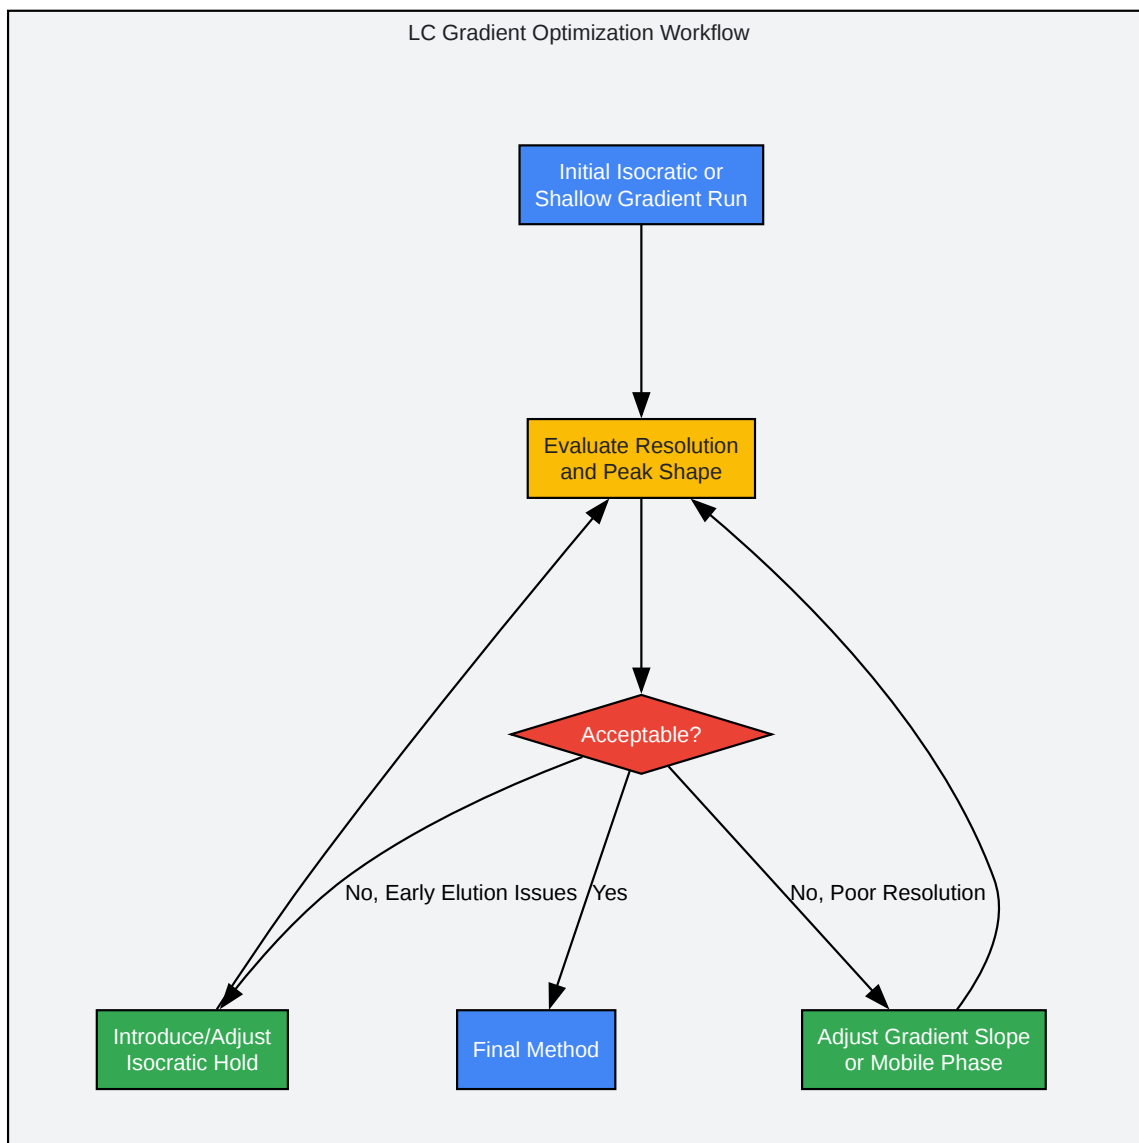 LC Gradient Optimization Workflow
Initial Isocratic or
Shallow Gradient Run
Evaluate Resolution
and Peak Shape
Acceptable?
No, Early Elution Issues
Yes
No, Poor Resolution
Introduce/Adjust
Isocratic Hold
Final Method
Adjust Gradient Slope
or Mobile Phase